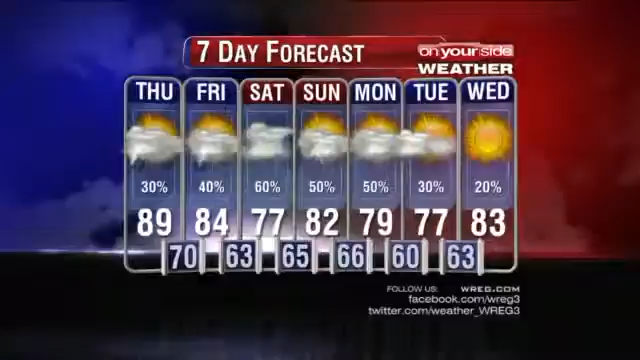 7 DAY FORECAST
on your side
WEATHER
THU FRI SAT SUN MON TUE WED
30% 40% 60% 50% 50% 30% 20%
89 84 77 82 79 77 83
70 63 65 66 60 63
FOLLOW US: WREG.COM
facebook.com/wreg3
twitter.com/weather_WREG3